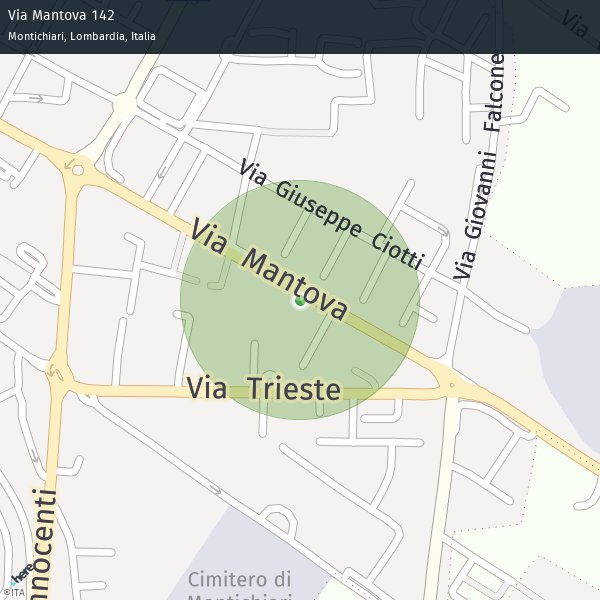 Via Mantova 142
Montichiari, Lombardia, Italia
Via
Via Giovanni Falcone
Via Giuseppe Ciotti
Via Mantova
Via Trieste
nnocenti
Cimitero di
Montichiari
here
©ITA